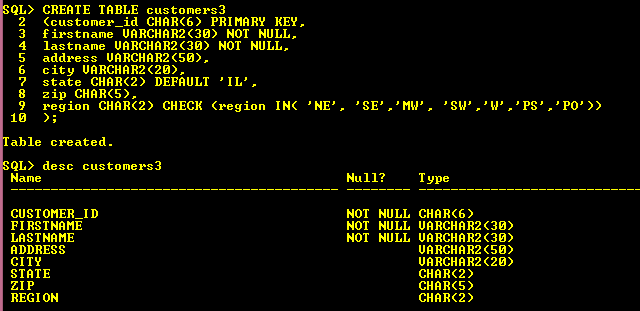 SQL> CREATE TABLE customers3
2 (customer_id CHAR(6) PRIMARY KEY,
3 firstname VARCHAR2(30) NOT NULL,
4 lastname VARCHAR2(30) NOT NULL,
5 address VARCHAR2(50),
6 city VARCHAR2(20),
7 state CHAR(2) DEFAULT 'IL',
8 zip CHAR(5),
9 region CHAR(2) CHECK (region IN( 'NE', 'SE','MW', 'SW','W','PS','PO'))
10 );
Table created.
SQL> desc customers3
Name Null? Type
CUSTOMER_ID NOT NULL CHAR(6)
FIRSTNAME NOT NULL VARCHAR2(30)
LASTNAME NOT NULL VARCHAR2(30)
ADDRESS VARCHAR2(50)
CITY VARCHAR2(20)
STATE CHAR(2)
ZIP CHAR(5)
REGION CHAR(2)